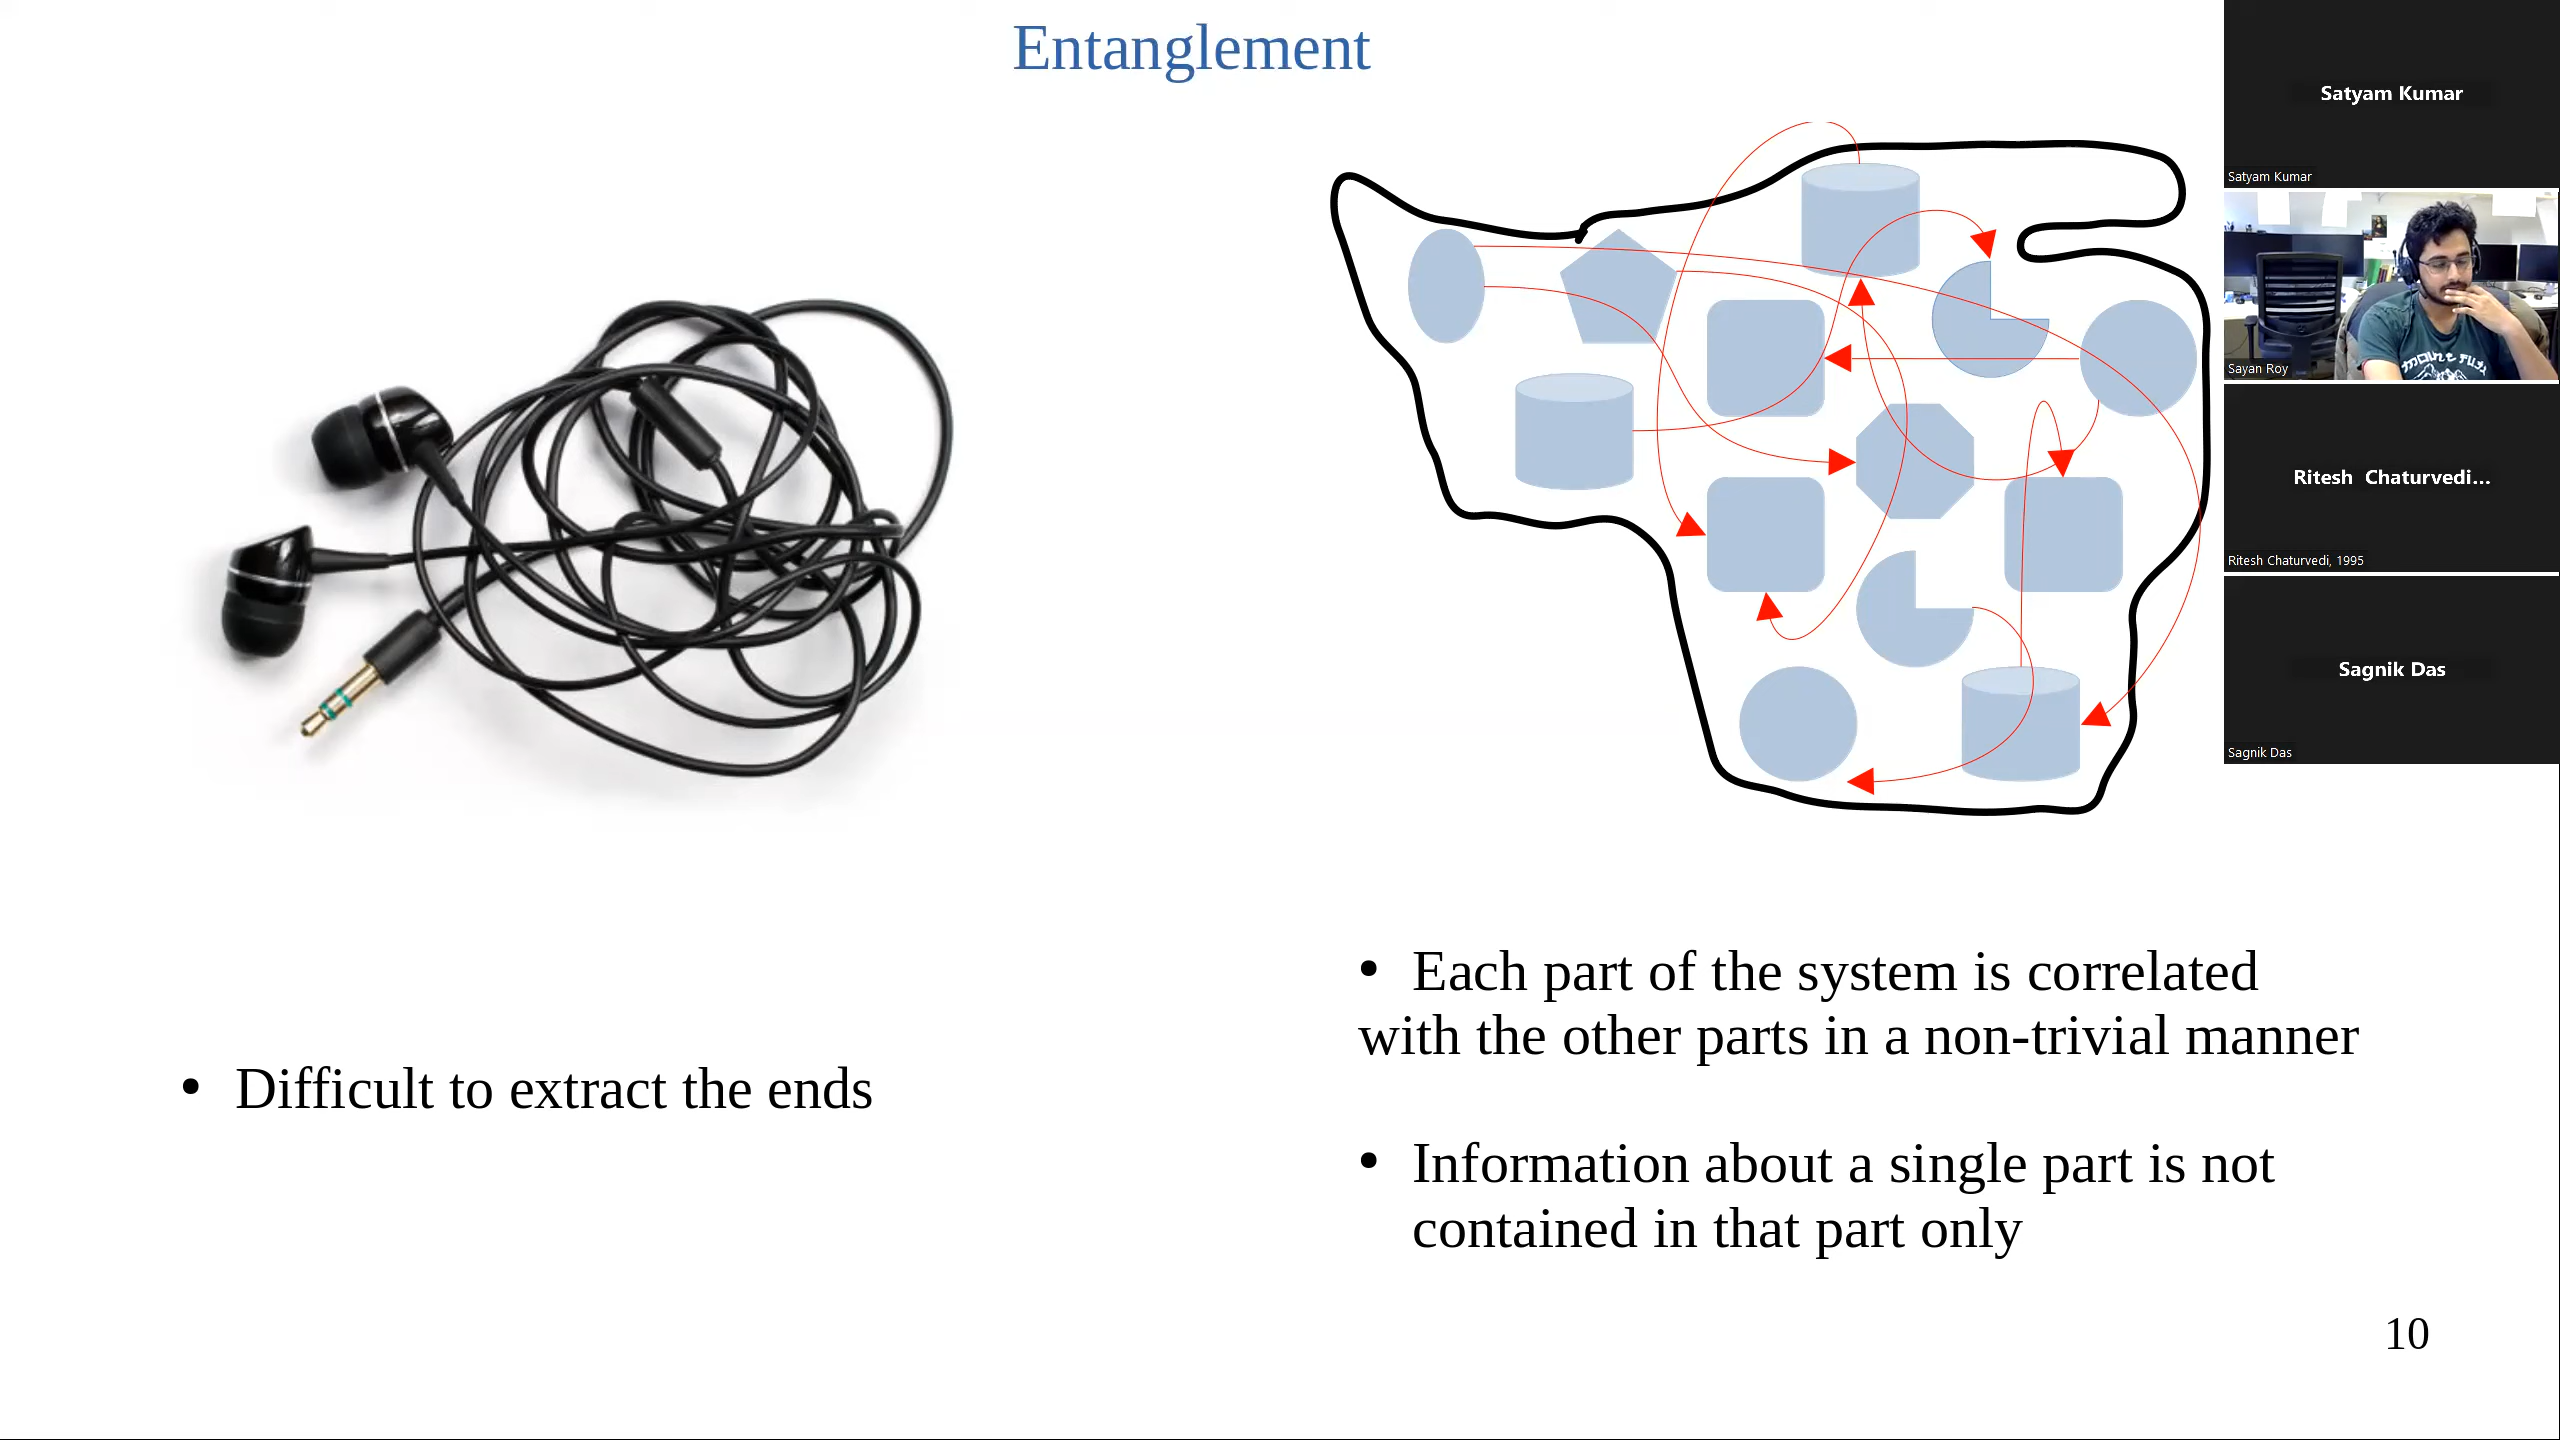 Entanglement
• Difficult to extract the ends
• Each part of the system is correlated
with the other parts in a non-trivial manner
• Information about a single part is not
contained in that part only
10
Satyam Kumar
Satyam Kumar
Sayan Roy
Ritesh Chaturvedi...
Ritesh Chaturvedi, 1995
Sagnik Das
Sagnik Das